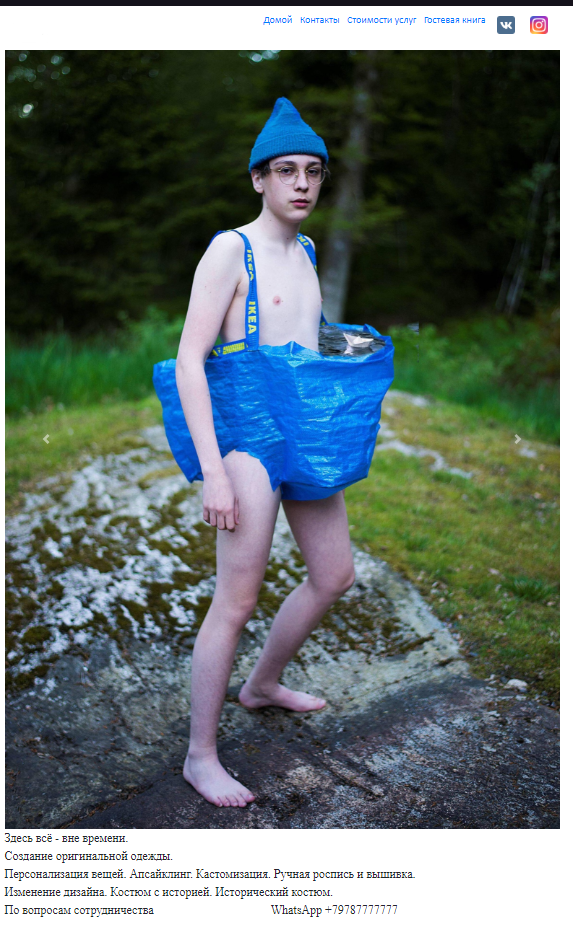 Домой Контакты Стоимости услуг Гостевая книга
IKEA
IKEA
Здесь всё - вне времени.
Создание оригинальной одежды.
Персонализация вещей. Апсайклинг. Кастомизация. Ручная роспись и вышивка.
Изменение дизайна. Костюм с историей. Исторический костюм.
По вопросам сотрудничества WhatsApp +79787777777